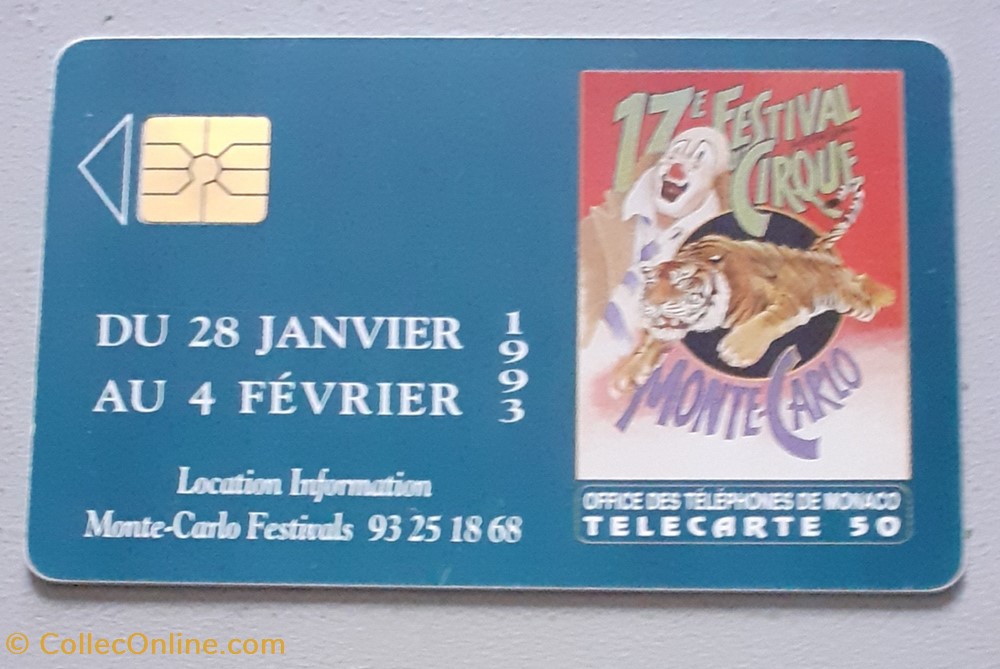 DU 28 JANVIER
AU 4 FÉVRIER
1993
Location Information
Monte-Carlo Festivals 93 25 18 68
17E FESTIVAL
CIRQUE
MONTE-CARLO
OFFICE DES TÉLÉPHONES DE MONACO
TELECARTE 50
© CollecOnline.com